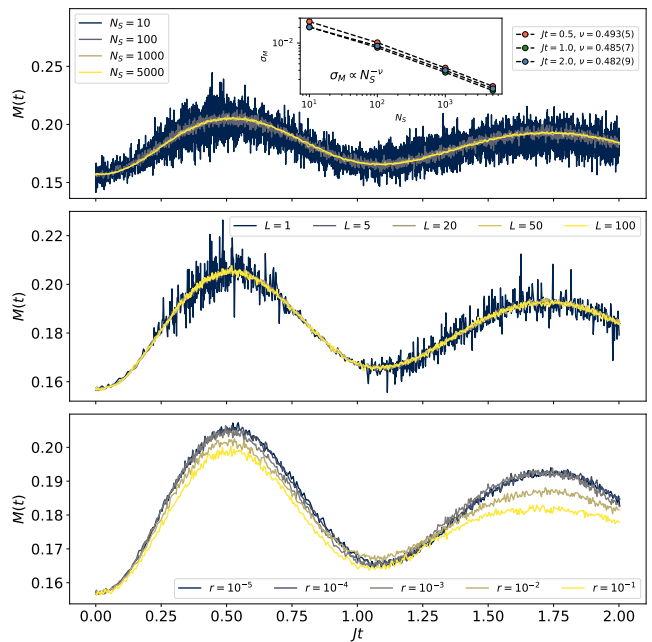 N_S = 10
N_S = 100
N_S = 1000
N_S = 5000
10^−2
σ_M
σ_M ∝ N_S^−ν
10^1 10^2 10^3
N_S
Jt = 0.5, ν = 0.493(5)
Jt = 1.0, ν = 0.485(7)
Jt = 2.0, ν = 0.482(9)
0.25
0.20
0.15
M(t)
L = 1 L = 5 L = 20 L = 50 L = 100
0.22
0.20
0.18
0.16
M(t)
0.20
0.19
0.18
0.17
0.16
M(t)
r = 10^−5 r = 10^−4 r = 10^−3 r = 10^−2 r = 10^−1
0.00 0.25 0.50 0.75 1.00 1.25 1.50 1.75 2.00
Jt